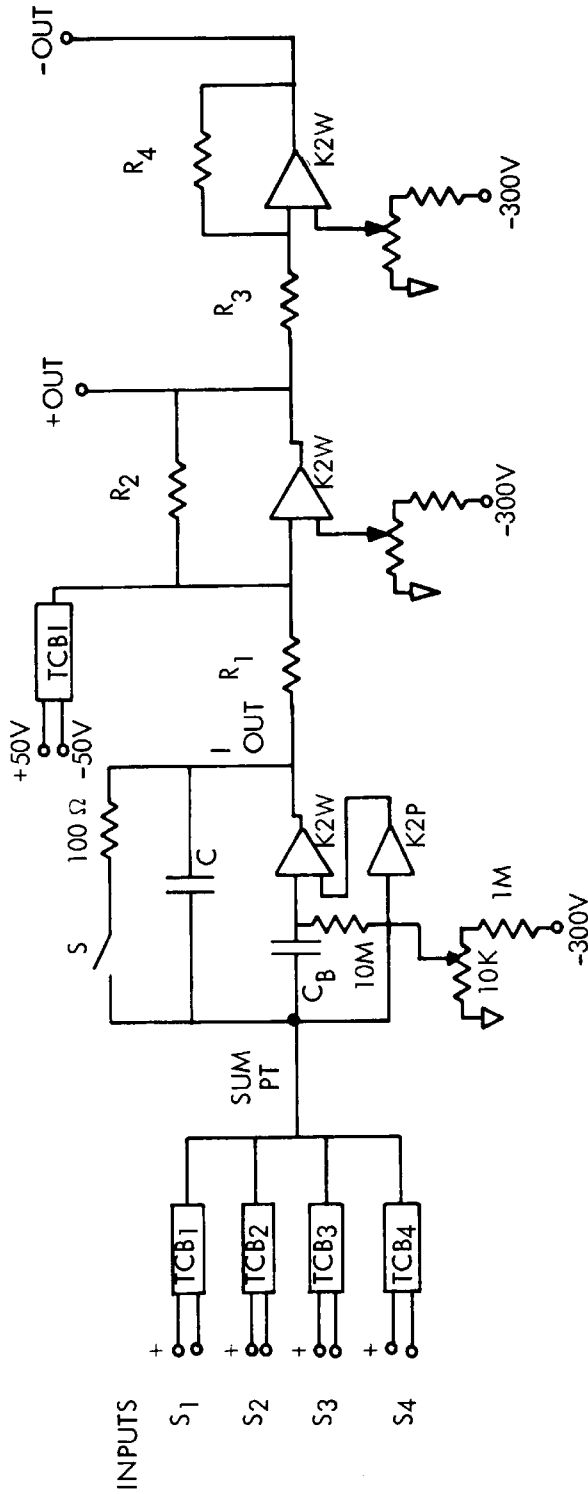 INPUTS
S1
+
TCB1
S2
+
TCB2
S3
+
TCB3
S4
+
TCB4
SUM
PT
S
100 Ω
C
CB
10M
K2W
K2P
10K
1M
-300V
I
OUT
R1
+50V
-50V
TCBI
R2
+OUT
K2W
-300V
R3
R4
K2W
-OUT
-300V